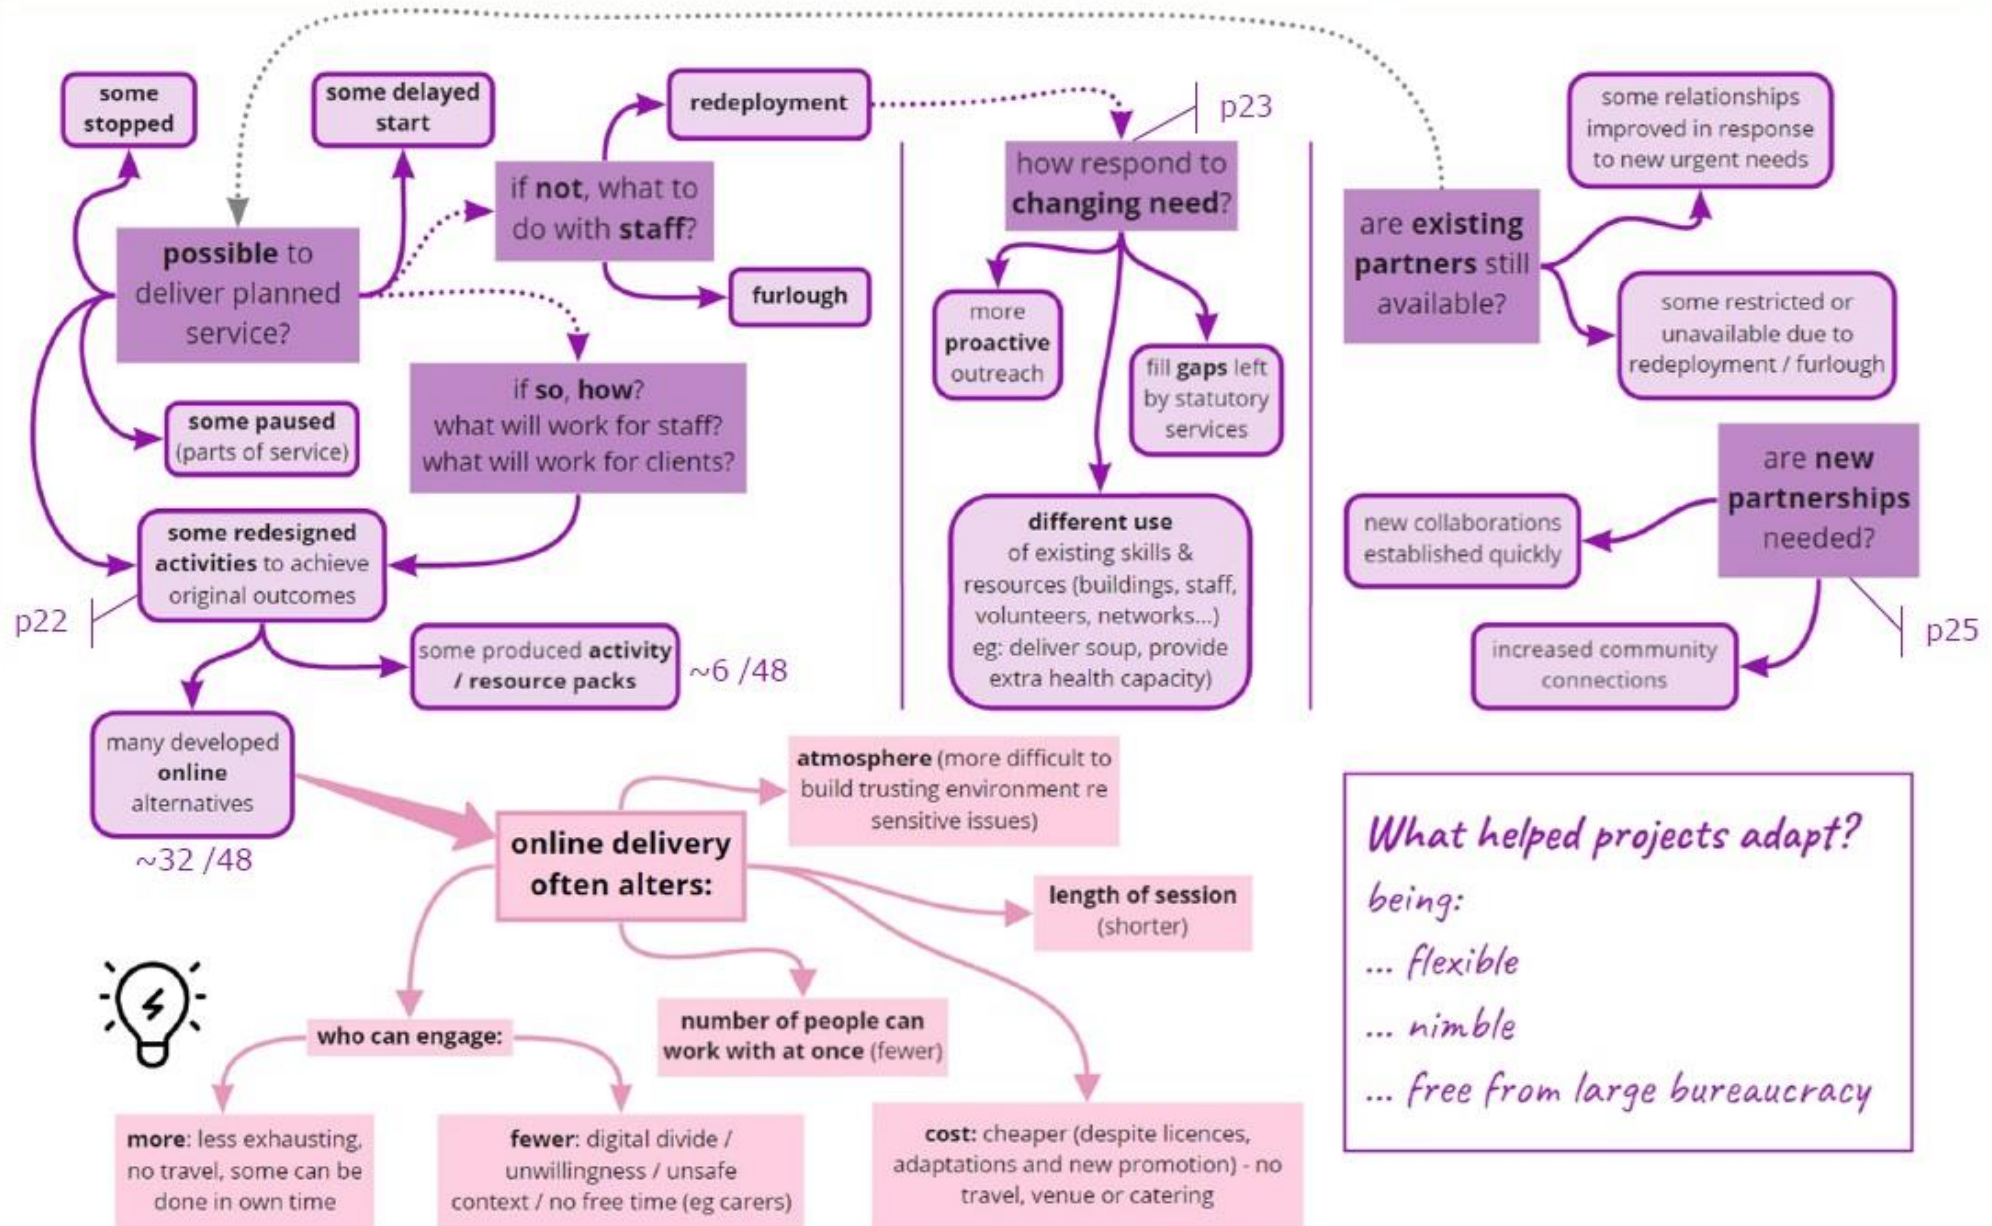 some
stopped
some delayed
start
redeployment
p23
some relationships
improved in response
to new urgent needs
possible to
deliver planned
service?
if not, what to
do with staff?
furlough
how respond to
changing need?
are existing
partners still
available?
some restricted or
unavailable due to
redeployment / furlough
more
proactive
outreach
fill gaps left
by statutory
services
if so, how?
what will work for staff?
what will work for clients?
some paused
(parts of service)
some redesigned
activities to achieve
original outcomes
p22
different use
of existing skills &
resources (buildings, staff,
volunteers, networks...)
eg: deliver soup, provide
extra health capacity)
are new
partnerships
needed?
new collaborations
established quickly
increased community
connections
p25
some produced activity
/ resource packs
~6 /48
many developed
online
alternatives
~32 /48
online delivery
often alters:
atmosphere (more difficult to
build trusting environment re
sensitive issues)
length of session
(shorter)
number of people can
work with at once (fewer)
who can engage:
more: less exhausting,
no travel, some can be
done in own time
fewer: digital divide /
unwillingness / unsafe
context / no free time (eg carers)
cost: cheaper (despite licences,
adaptations and new promotion) - no
travel, venue or catering
What helped projects adapt?
being:
... flexible
... nimble
... free from large bureaucracy